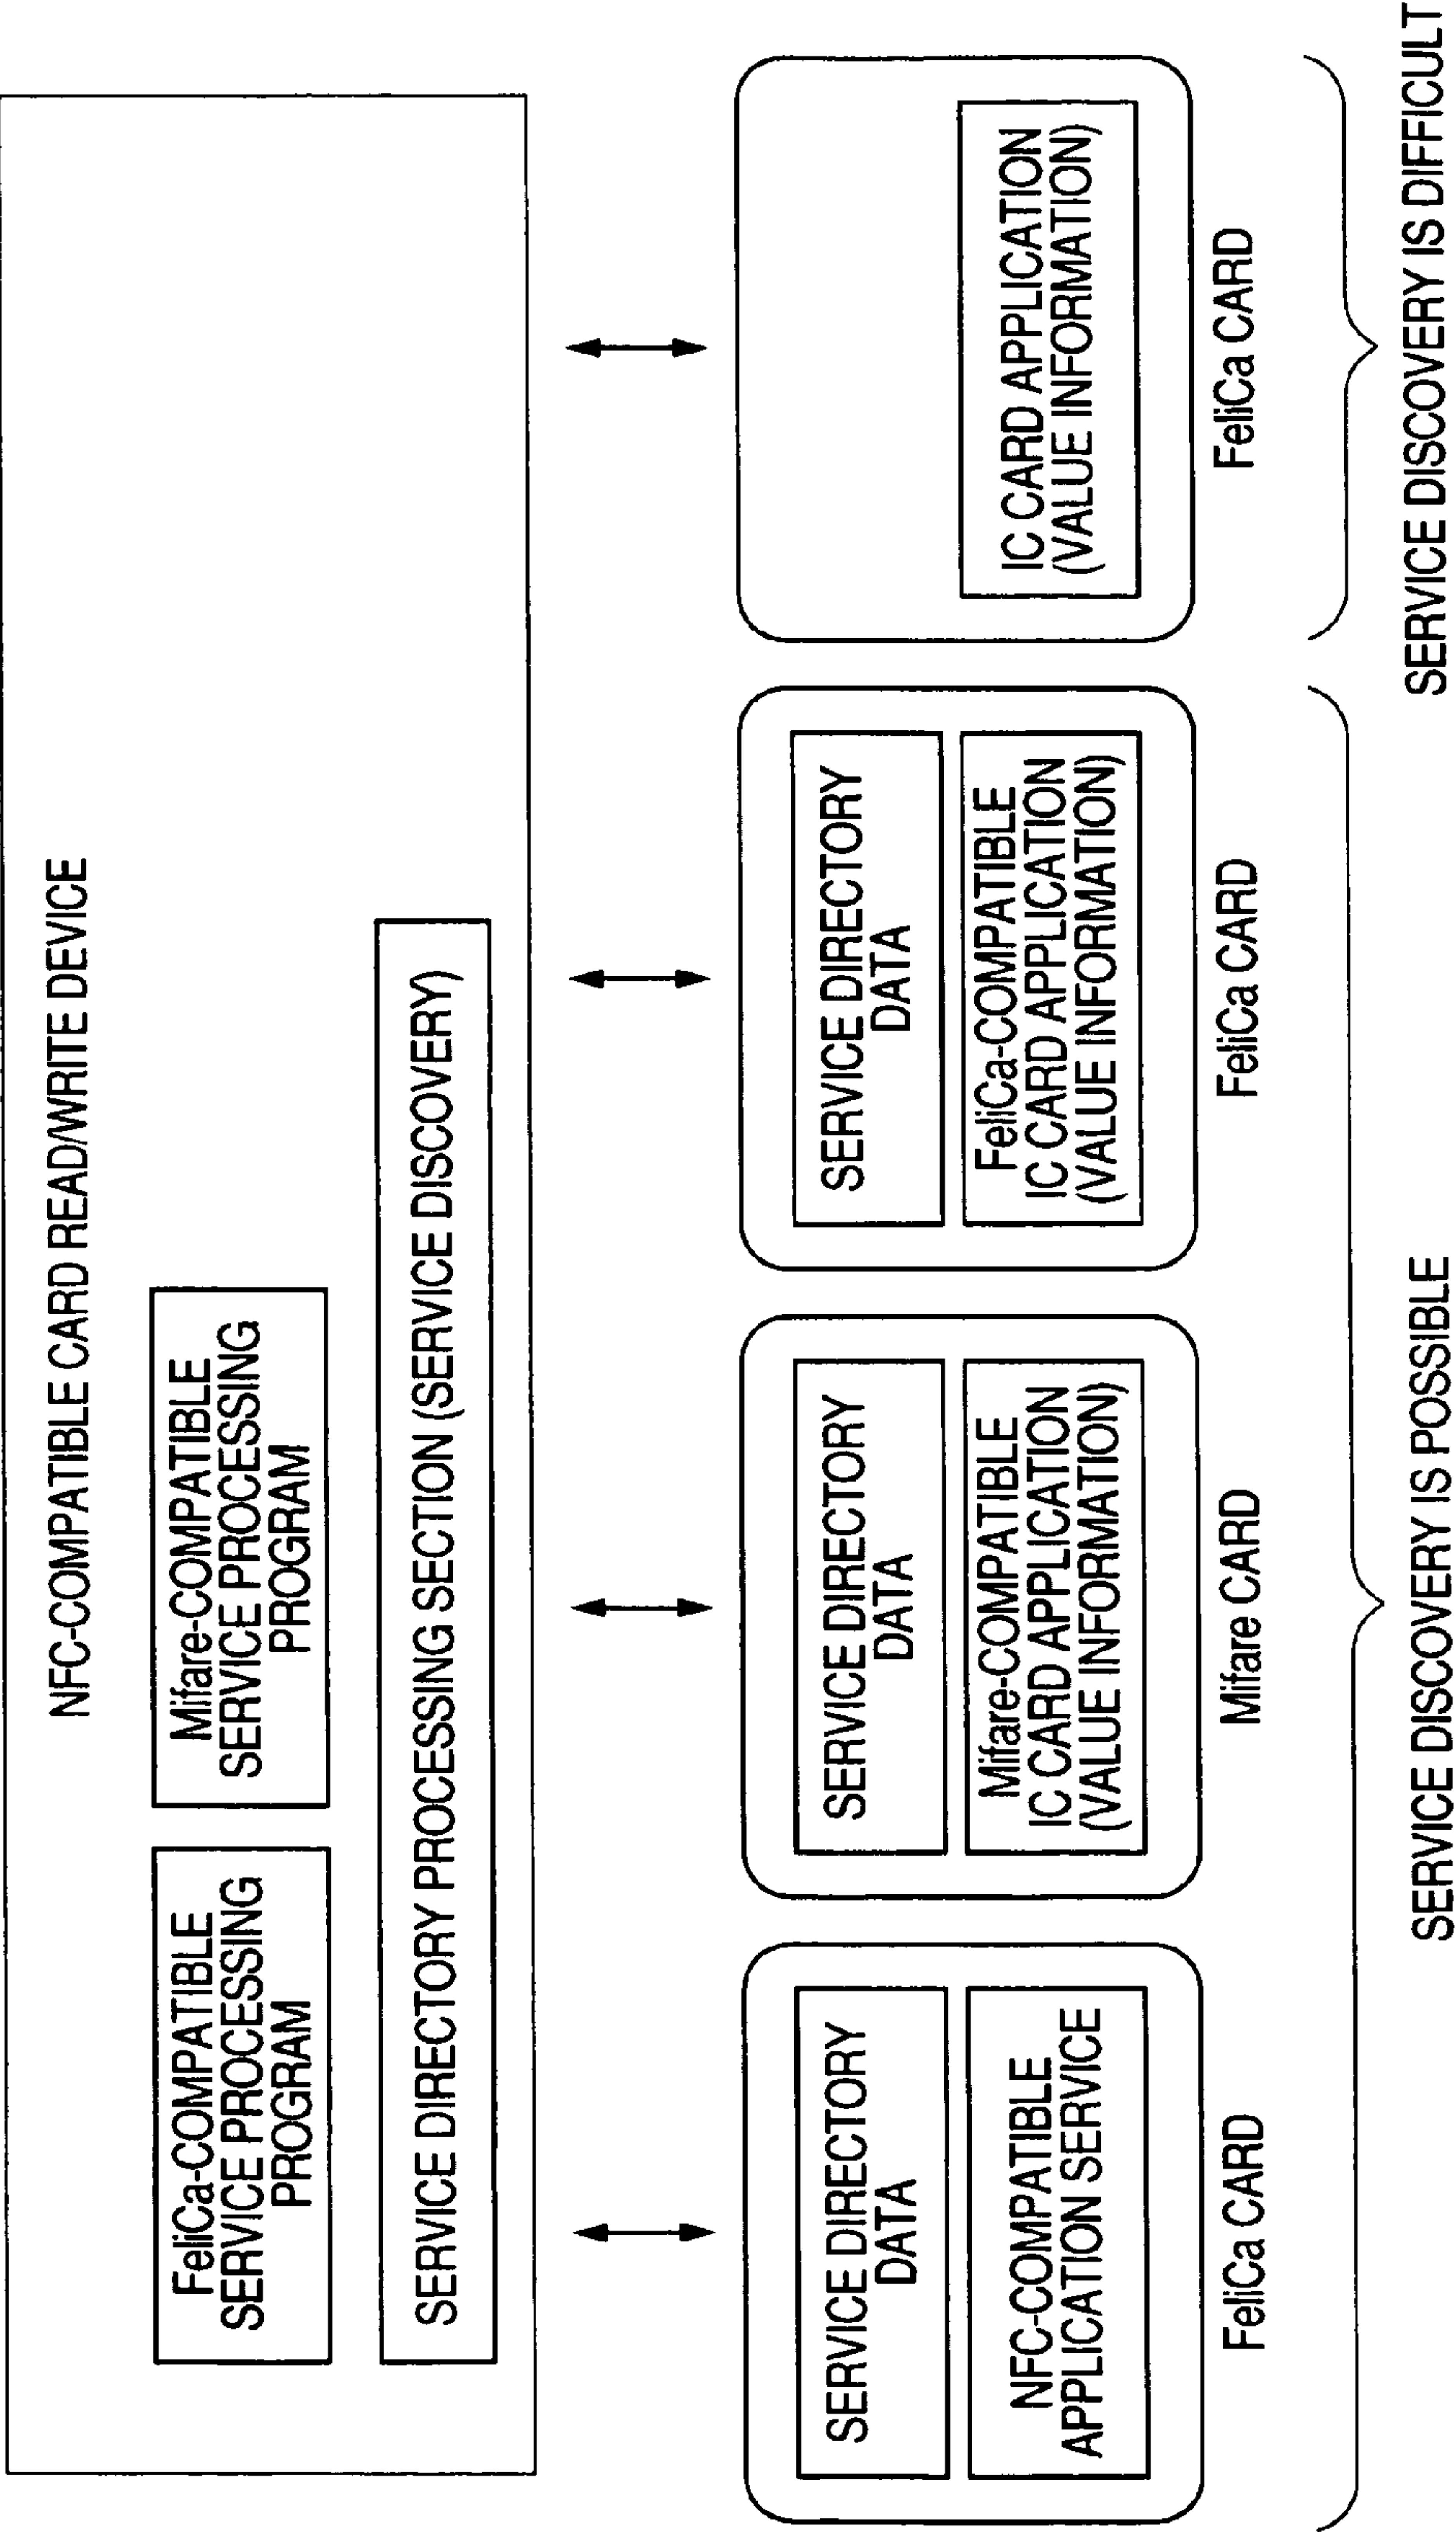 NFC-COMPATIBLE CARD READ/WRITE DEVICE
FeliCa-COMPATIBLE
SERVICE PROCESSING
PROGRAM
Mifare-COMPATIBLE
SERVICE PROCESSING
PROGRAM
SERVICE DIRECTORY PROCESSING SECTION (SERVICE DISCOVERY)
SERVICE DIRECTORY
DATA
NFC-COMPATIBLE
APPLICATION SERVICE
FeliCa CARD
SERVICE DIRECTORY
DATA
Mifare-COMPATIBLE
IC CARD APPLICATION
(VALUE INFORMATION)
Mifare CARD
SERVICE DIRECTORY
DATA
FeliCa-COMPATIBLE
IC CARD APPLICATION
(VALUE INFORMATION)
FeliCa CARD
IC CARD APPLICATION
(VALUE INFORMATION)
FeliCa CARD
SERVICE DISCOVERY IS POSSIBLE
SERVICE DISCOVERY IS DIFFICULT